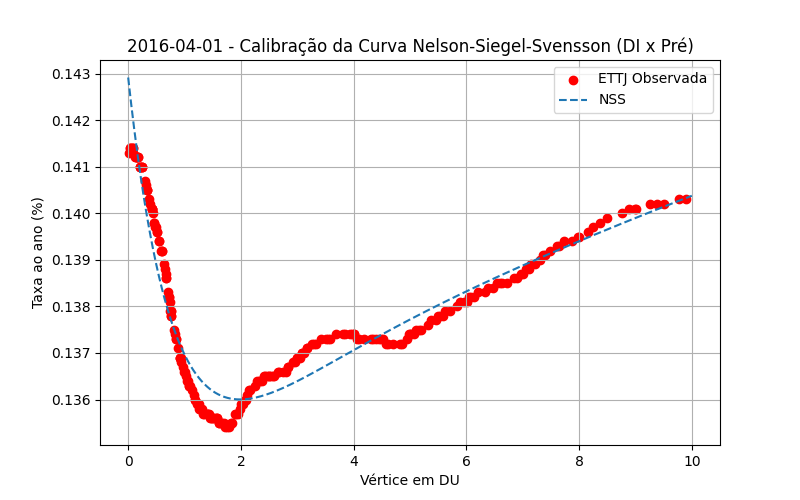 2016-04-01 - Calibração da Curva Nelson-Siegel-Svensson (DI x Pré)
ETTJ Observada
NSS
Taxa ao ano (%)
0.143
0.142
0.141
0.140
0.139
0.138
0.137
0.136
0
2
4
6
8
10
Vértice em DU